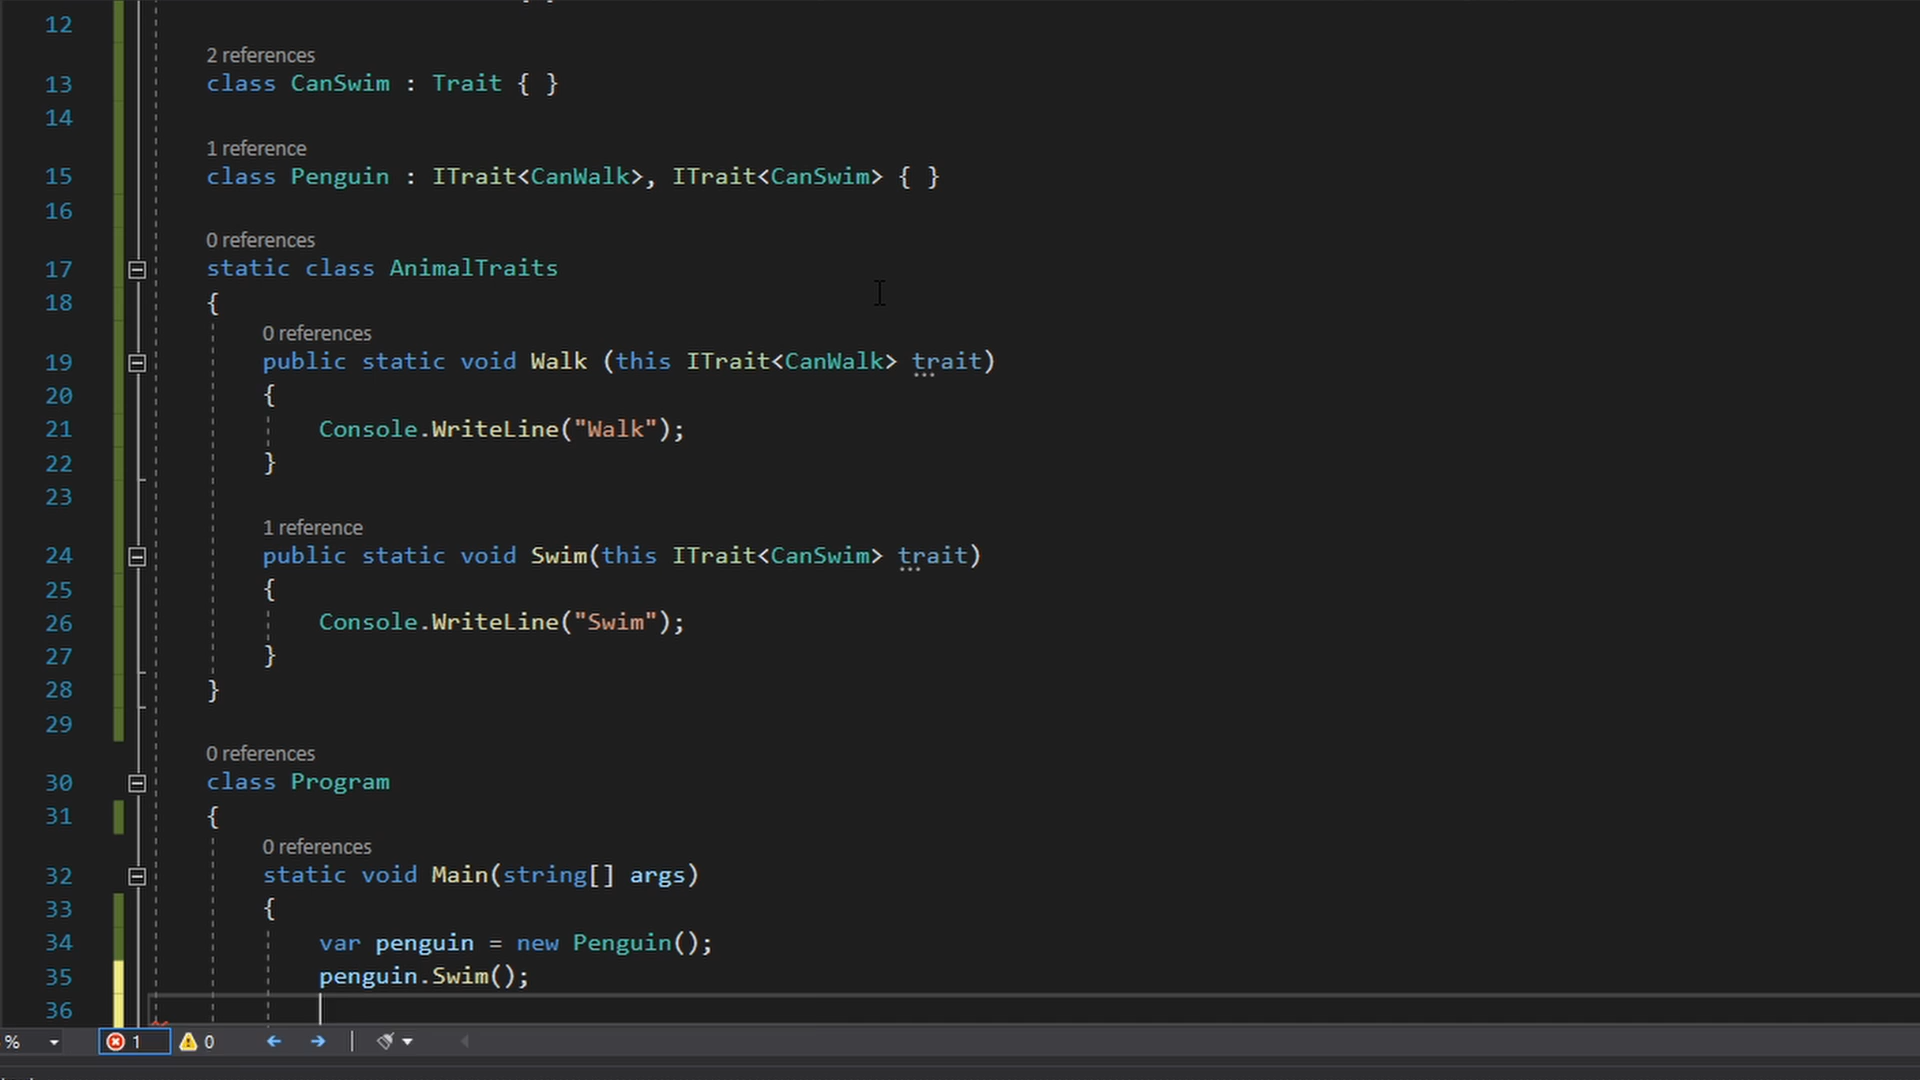 12
2 references
13 class CanSwim : Trait { }
14
1 reference
15 class Penguin : ITrait<CanWalk>, ITrait<CanSwim> { }
16
0 references
17 static class AnimalTraits
18 {
0 references
19 public static void Walk (this ITrait<CanWalk> trait)
20 {
21 Console.WriteLine("Walk");
22 }
23
1 reference
24 public static void Swim(this ITrait<CanSwim> trait)
25 {
26 Console.WriteLine("Swim");
27 }
28 }
29
0 references
30 class Program
31 {
0 references
32 static void Main(string[] args)
33 {
34 var penguin = new Penguin();
35 penguin.Swim();
36
% 1 0